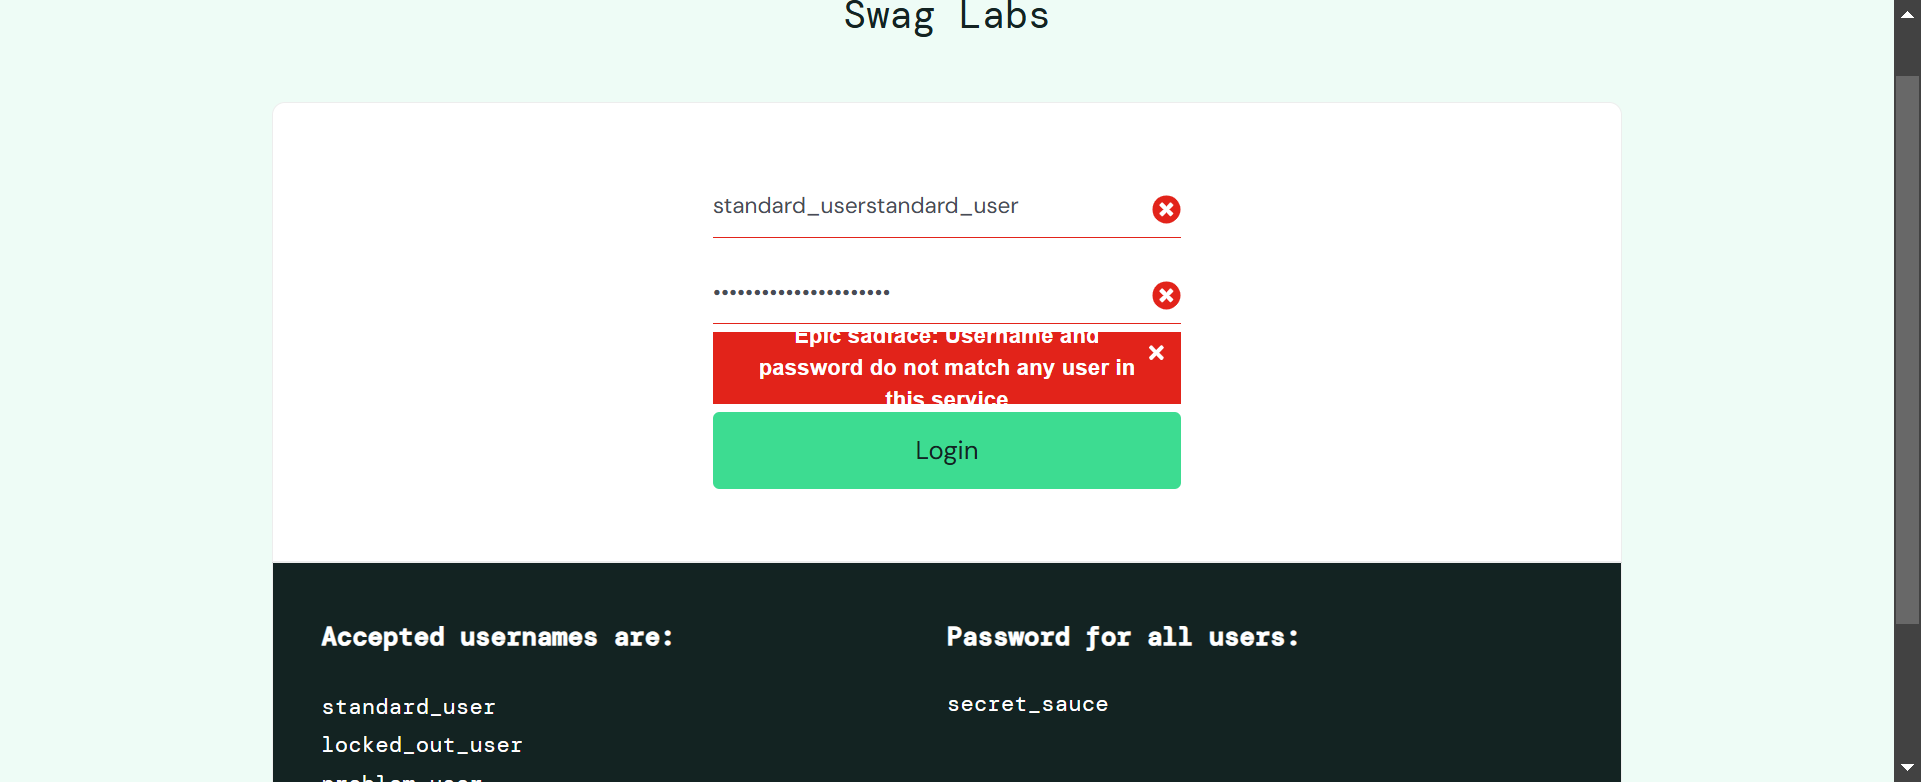 Swag Labs
standard_userstandard_user
••••••••••••••••••••••
Epic sadface: Username and
password do not match any user in
this service
Login
Accepted usernames are:
standard_user
locked_out_user
problem_user
Password for all users:
secret_sauce